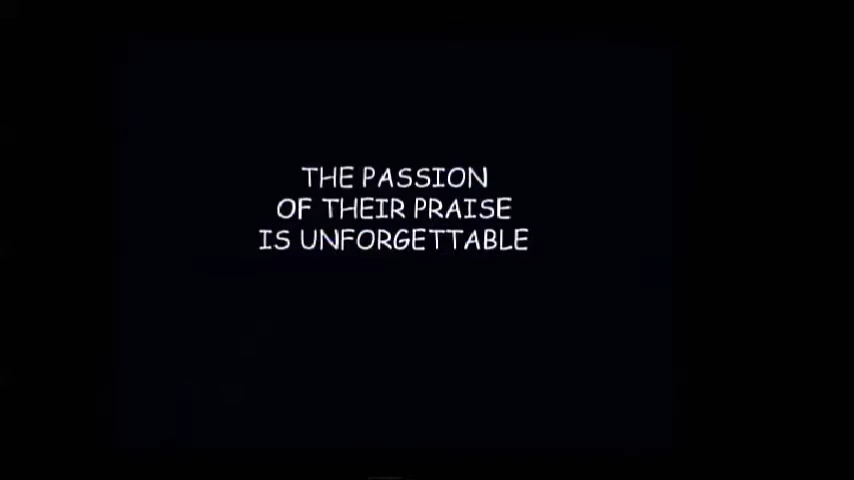 THE PASSION
OF THEIR PRAISE
IS UNFORGETTABLE